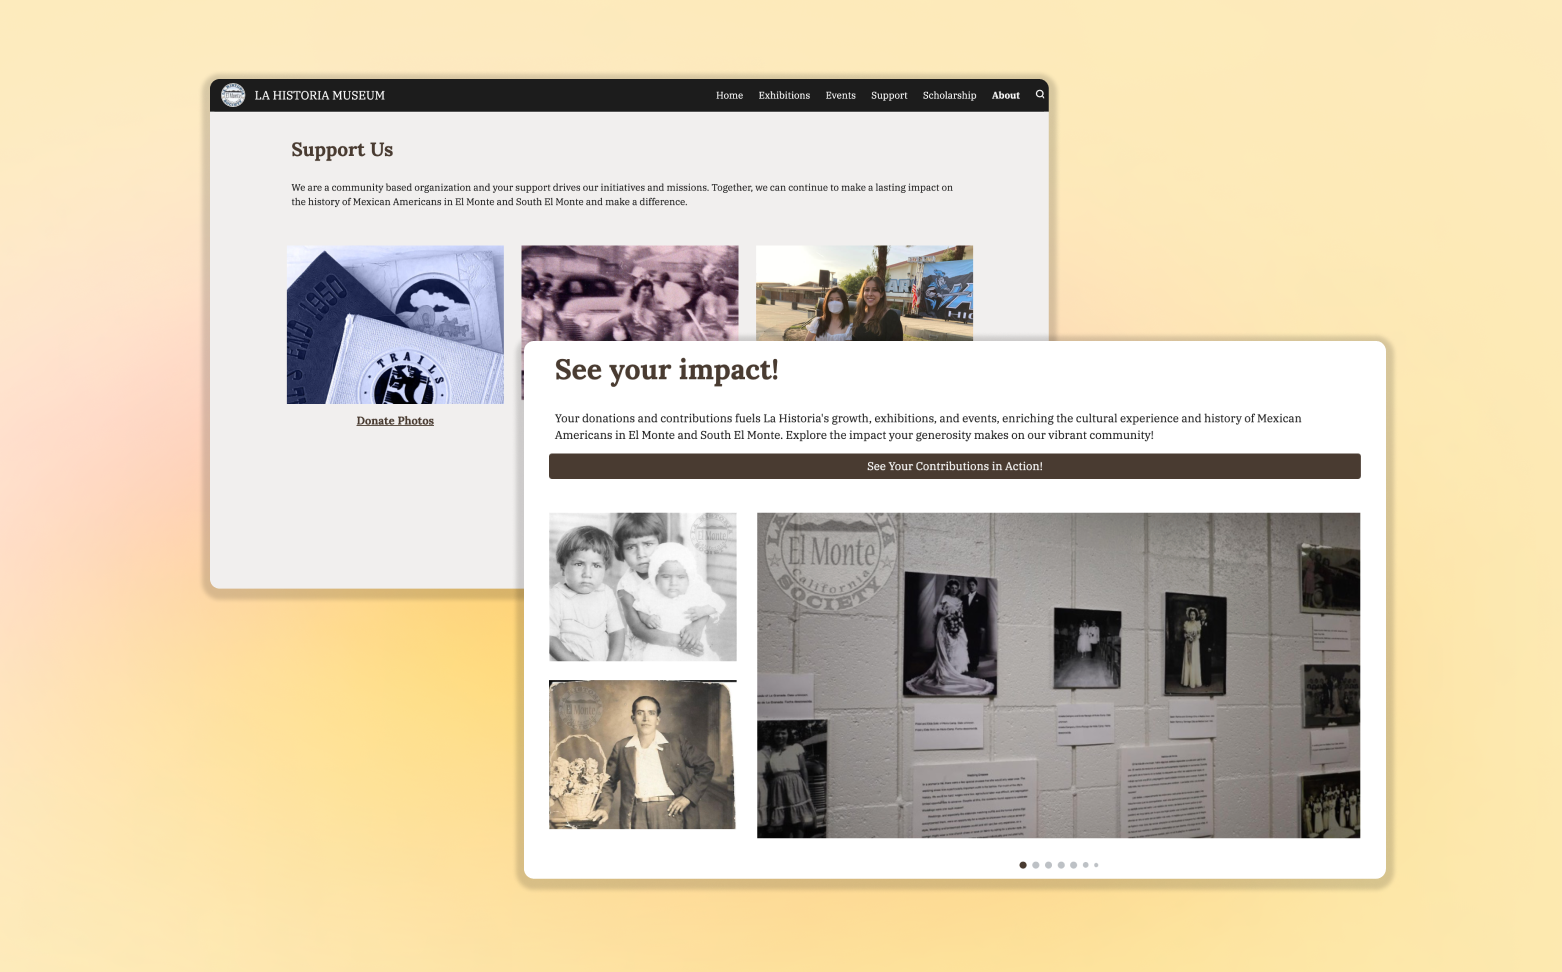 LA HISTORIA MUSEUM
Home Exhibitions Events Support Scholarship About
Support Us
We are a community based organization and your support drives our initiatives and missions. Together, we can continue to make a lasting impact on
the history of Mexican Americans in El Monte and South El Monte and make a difference.
1950
TRAILS
Donate Photos
See your impact!
Your donations and contributions fuels La Historia's growth, exhibitions, and events, enriching the cultural experience and history of Mexican
Americans in El Monte and South El Monte. Explore the impact your generosity makes on our vibrant community!
See Your Contributions in Action!
El Monte
California
SOCIETY
El Monte